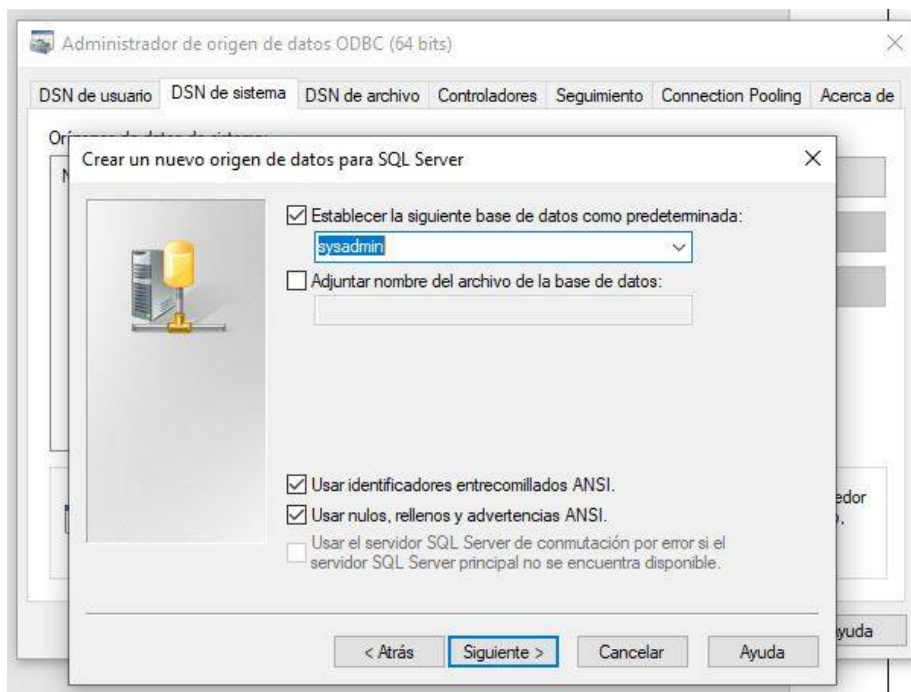 Administrador de origen de datos ODBC (64 bits)
DSN de usuario DSN de sistema DSN de archivo Controladores Seguimiento Connection Pooling Acerca de
Crear un nuevo origen de datos para SQL Server
Establecer la siguiente base de datos como predeterminada:
sysadmin
Adjuntar nombre del archivo de la base de datos:
Usar identificadores entrecomillados ANSI.
Usar nulos, rellenos y advertencias ANSI.
Usar el servidor SQL Server de conmutación por error si el
servidor SQL Server principal no se encuentra disponible.
< Atrás Siguiente > Cancelar Ayuda